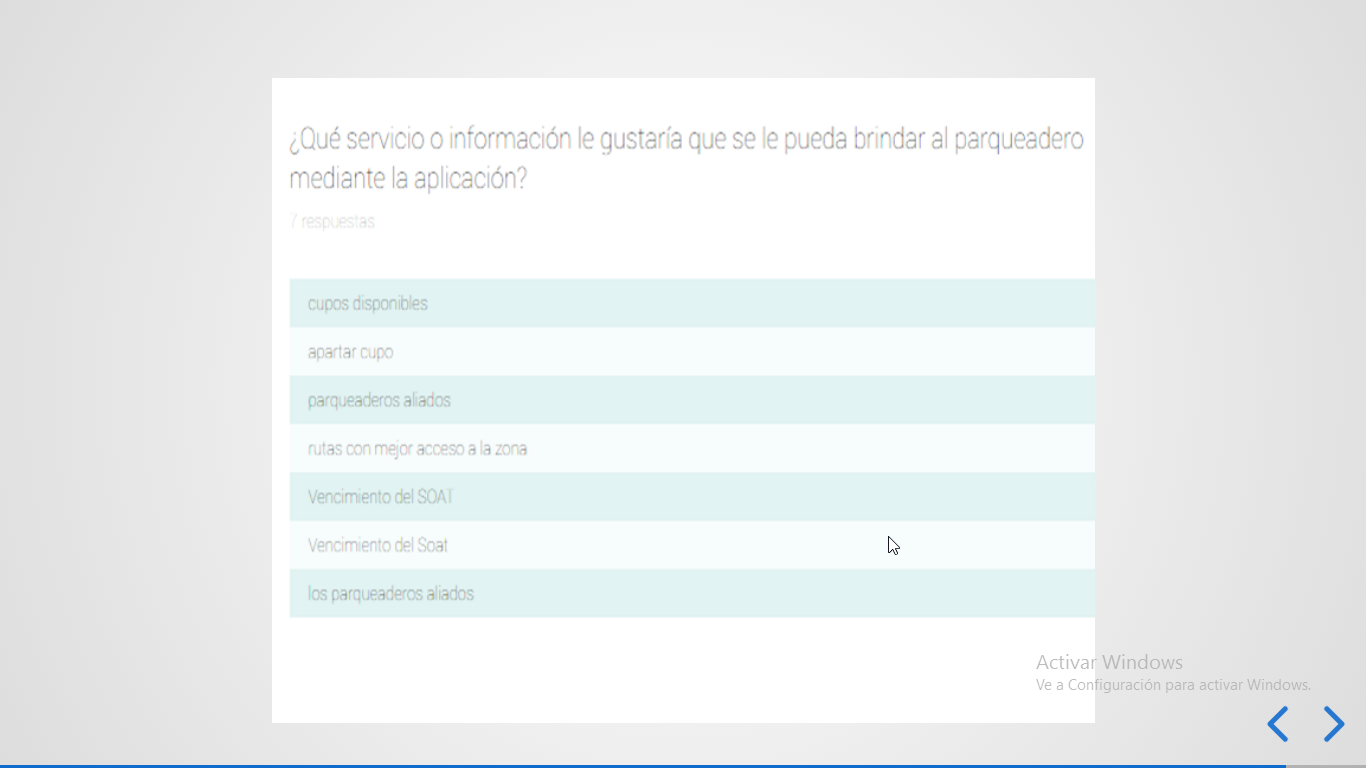 ¿Qué servicio o información le gustaría que se le pueda brindar al parqueadero
mediante la aplicación?
7 respuestas
cupos disponibles
apartar cupo
parqueaderos aliados
rutas con mejor acceso a la zona
Vencimiento del SOAT
Vencimiento del Soat
los parqueaderos aliados
Activar Windows
Ve a Configuración para activar Windows.